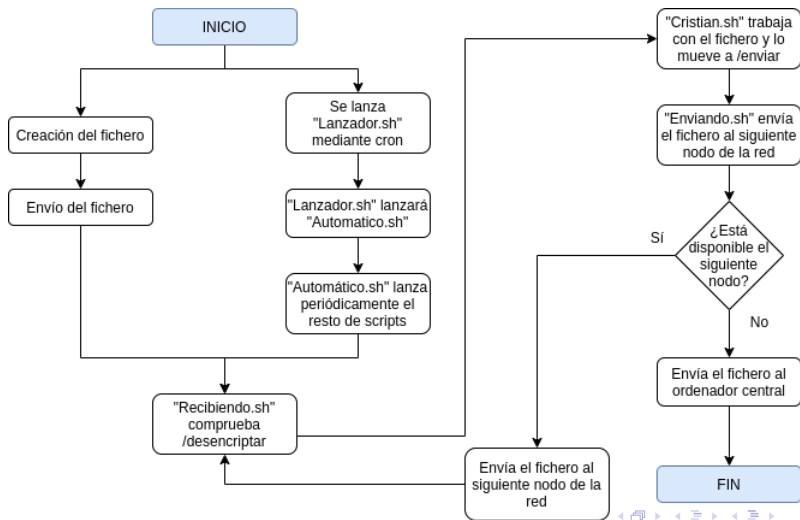 INICIO
Creación del fichero
Envío del fichero
Se lanza
"Lanzador.sh"
mediante cron
"Lanzador.sh" lanzará
"Automatico.sh"
"Automático.sh" lanza
periódicamente el
resto de scripts
"Recibiendo.sh"
comprueba
/desencriptar
"Cristian.sh" trabaja
con el fichero y lo
mueve a /enviar
"Enviando.sh" envía
el fichero al siguiente
nodo de la red
¿Está
disponible el
siguiente
nodo?
Sí
No
Envía el fichero al
siguiente nodo de la
red
Envía el fichero al
ordenador central
FIN